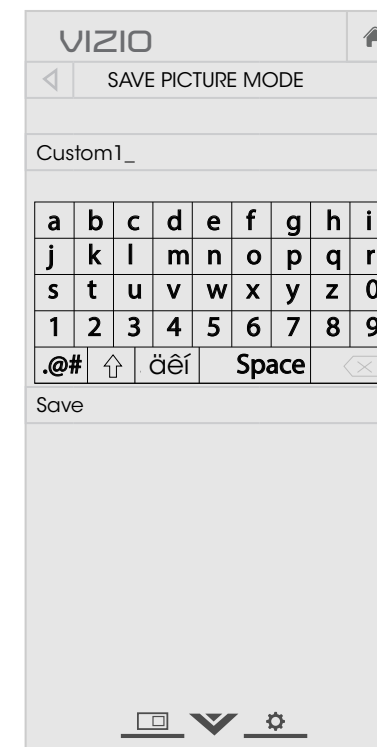 VIZIO
SAVE PICTURE MODE
Custom1_
a b c d e f g h i
j k l m n o p q r
s t u v w x y z 0
1 2 3 4 5 6 7 8 9
.@# äêí Space
Save